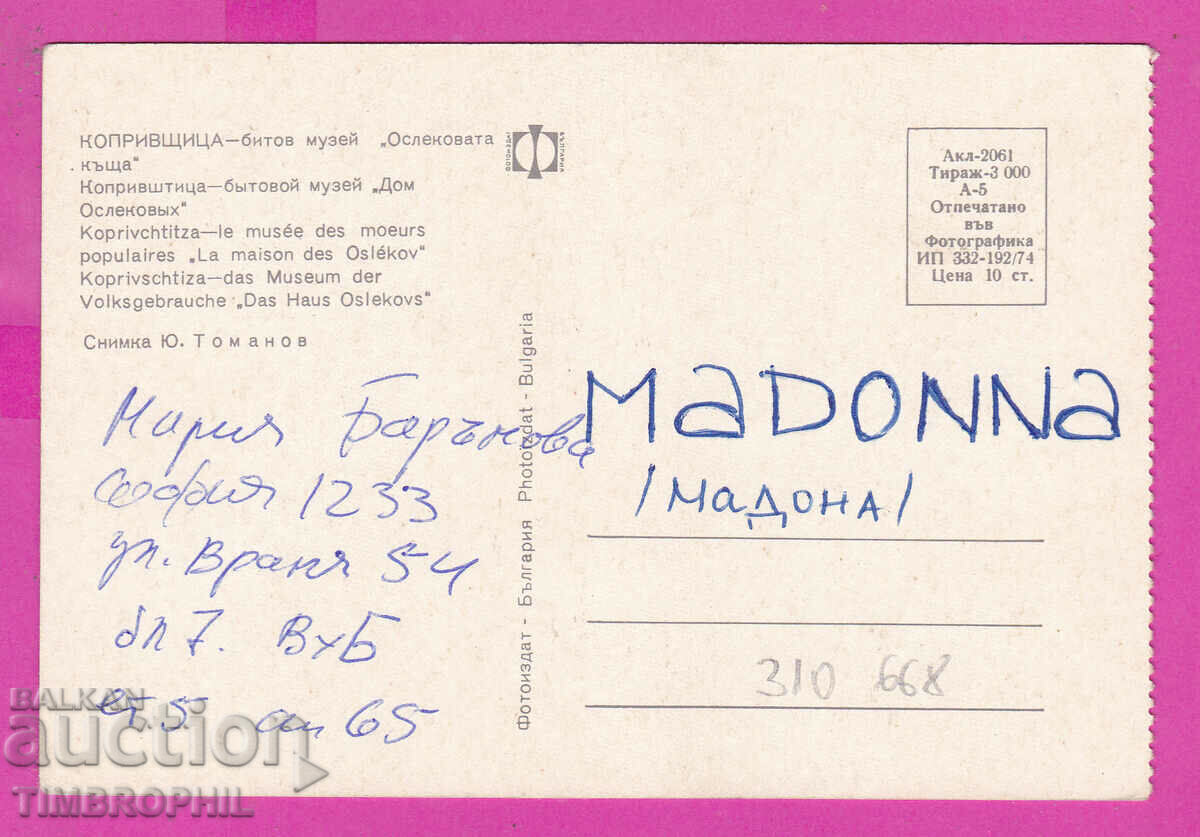 КОПРИВЩИЦА—битов музей „Ослековата
къща“
Копривштица—бытовой музей „Дом
Ослековых“
Koprivchtitza—le musée des moeurs
populaires „La maison des Oslékov“
Koprivschtiza—das Museum der
Volksgebrauche „Das Haus Oslekovs“
Снимка Ю. Томанов
Мария Баръкова
София 1233
ул. Враня 54
бл 7. Вх Б
ет. 5. ап 65
Фотоиздат - България Photoizdat - Bulgaria
Акл-2061
Тираж-3 000
А-5
Отпечатано
във
Фотографика
ИП 332-192/74
Цена 10 ст.
MaDONNa
/МАДОНА/
310 668
BALKAN
auction
TIMBROPHIL